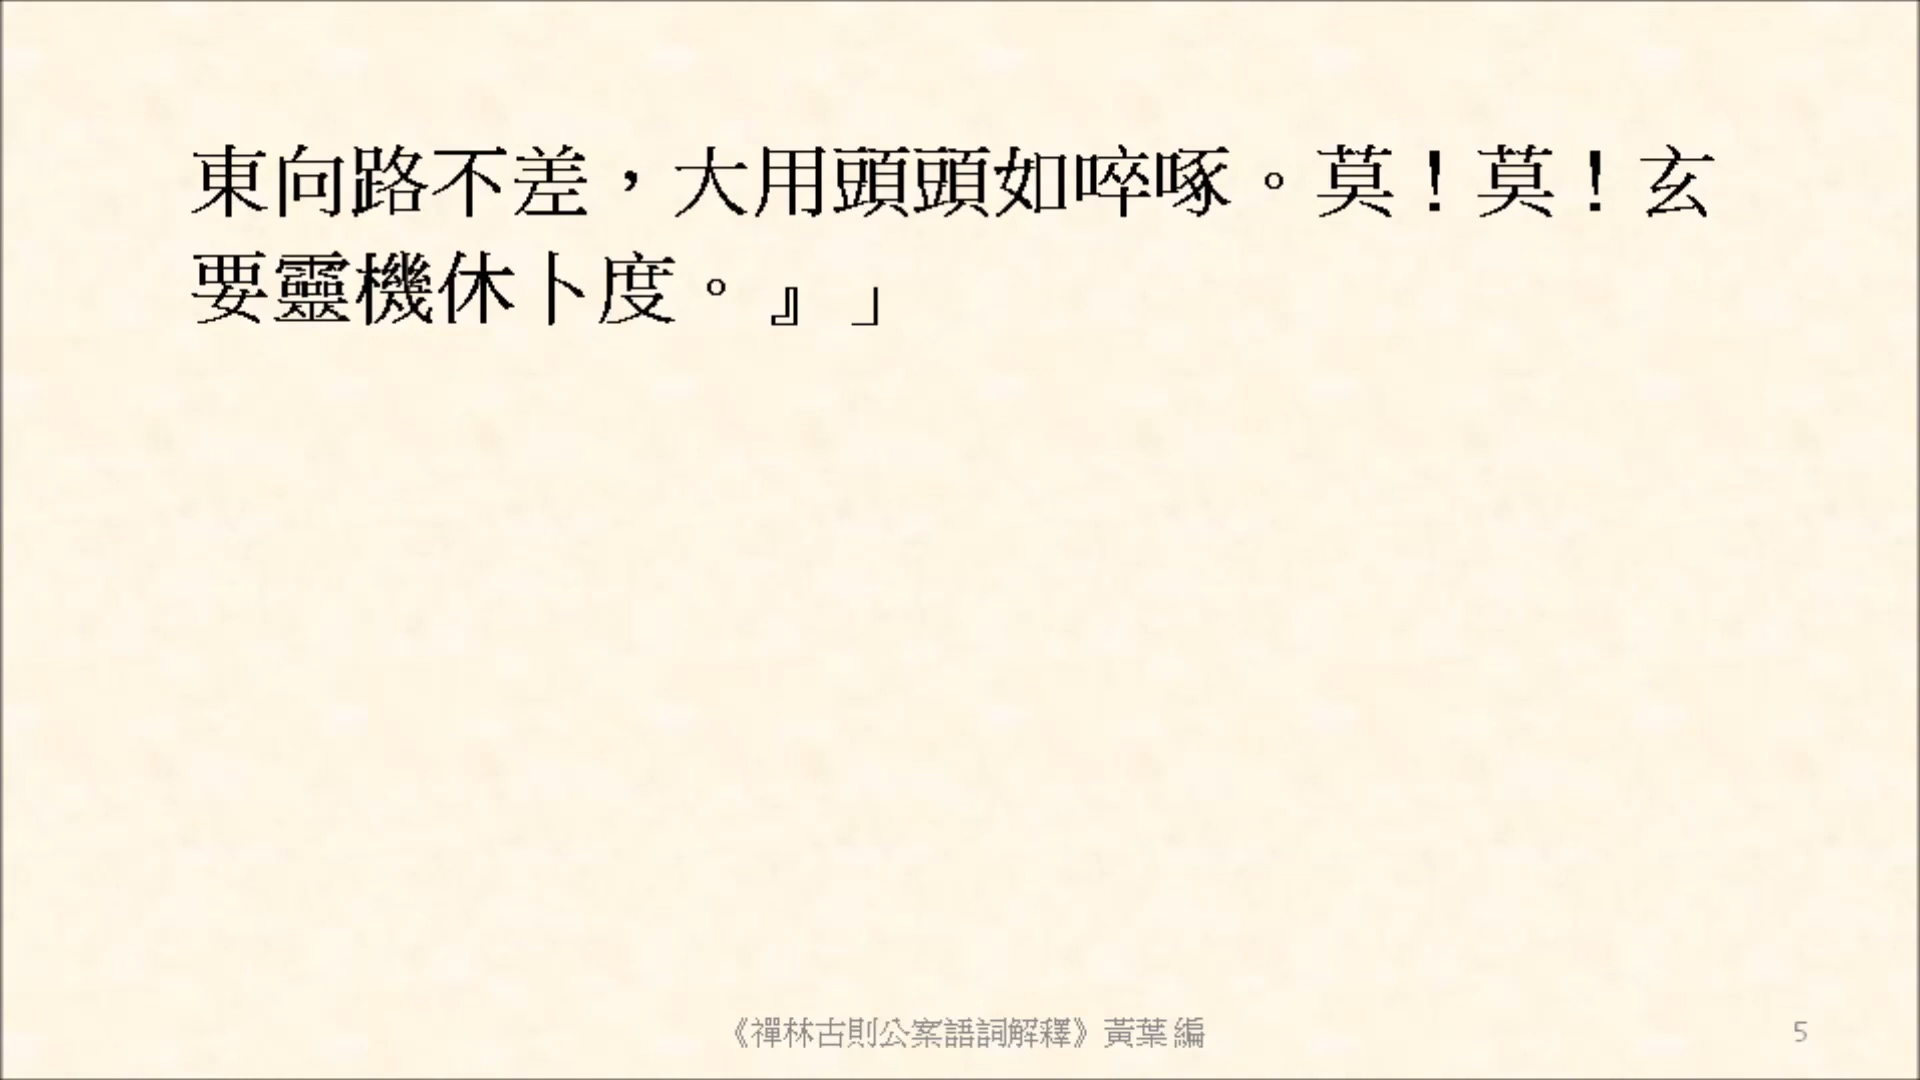 東向路不差，大用頭頭如啐啄。莫！莫！玄
要靈機休卜度。』」
《禪林古則公案語詞解釋》黃葉 編
5